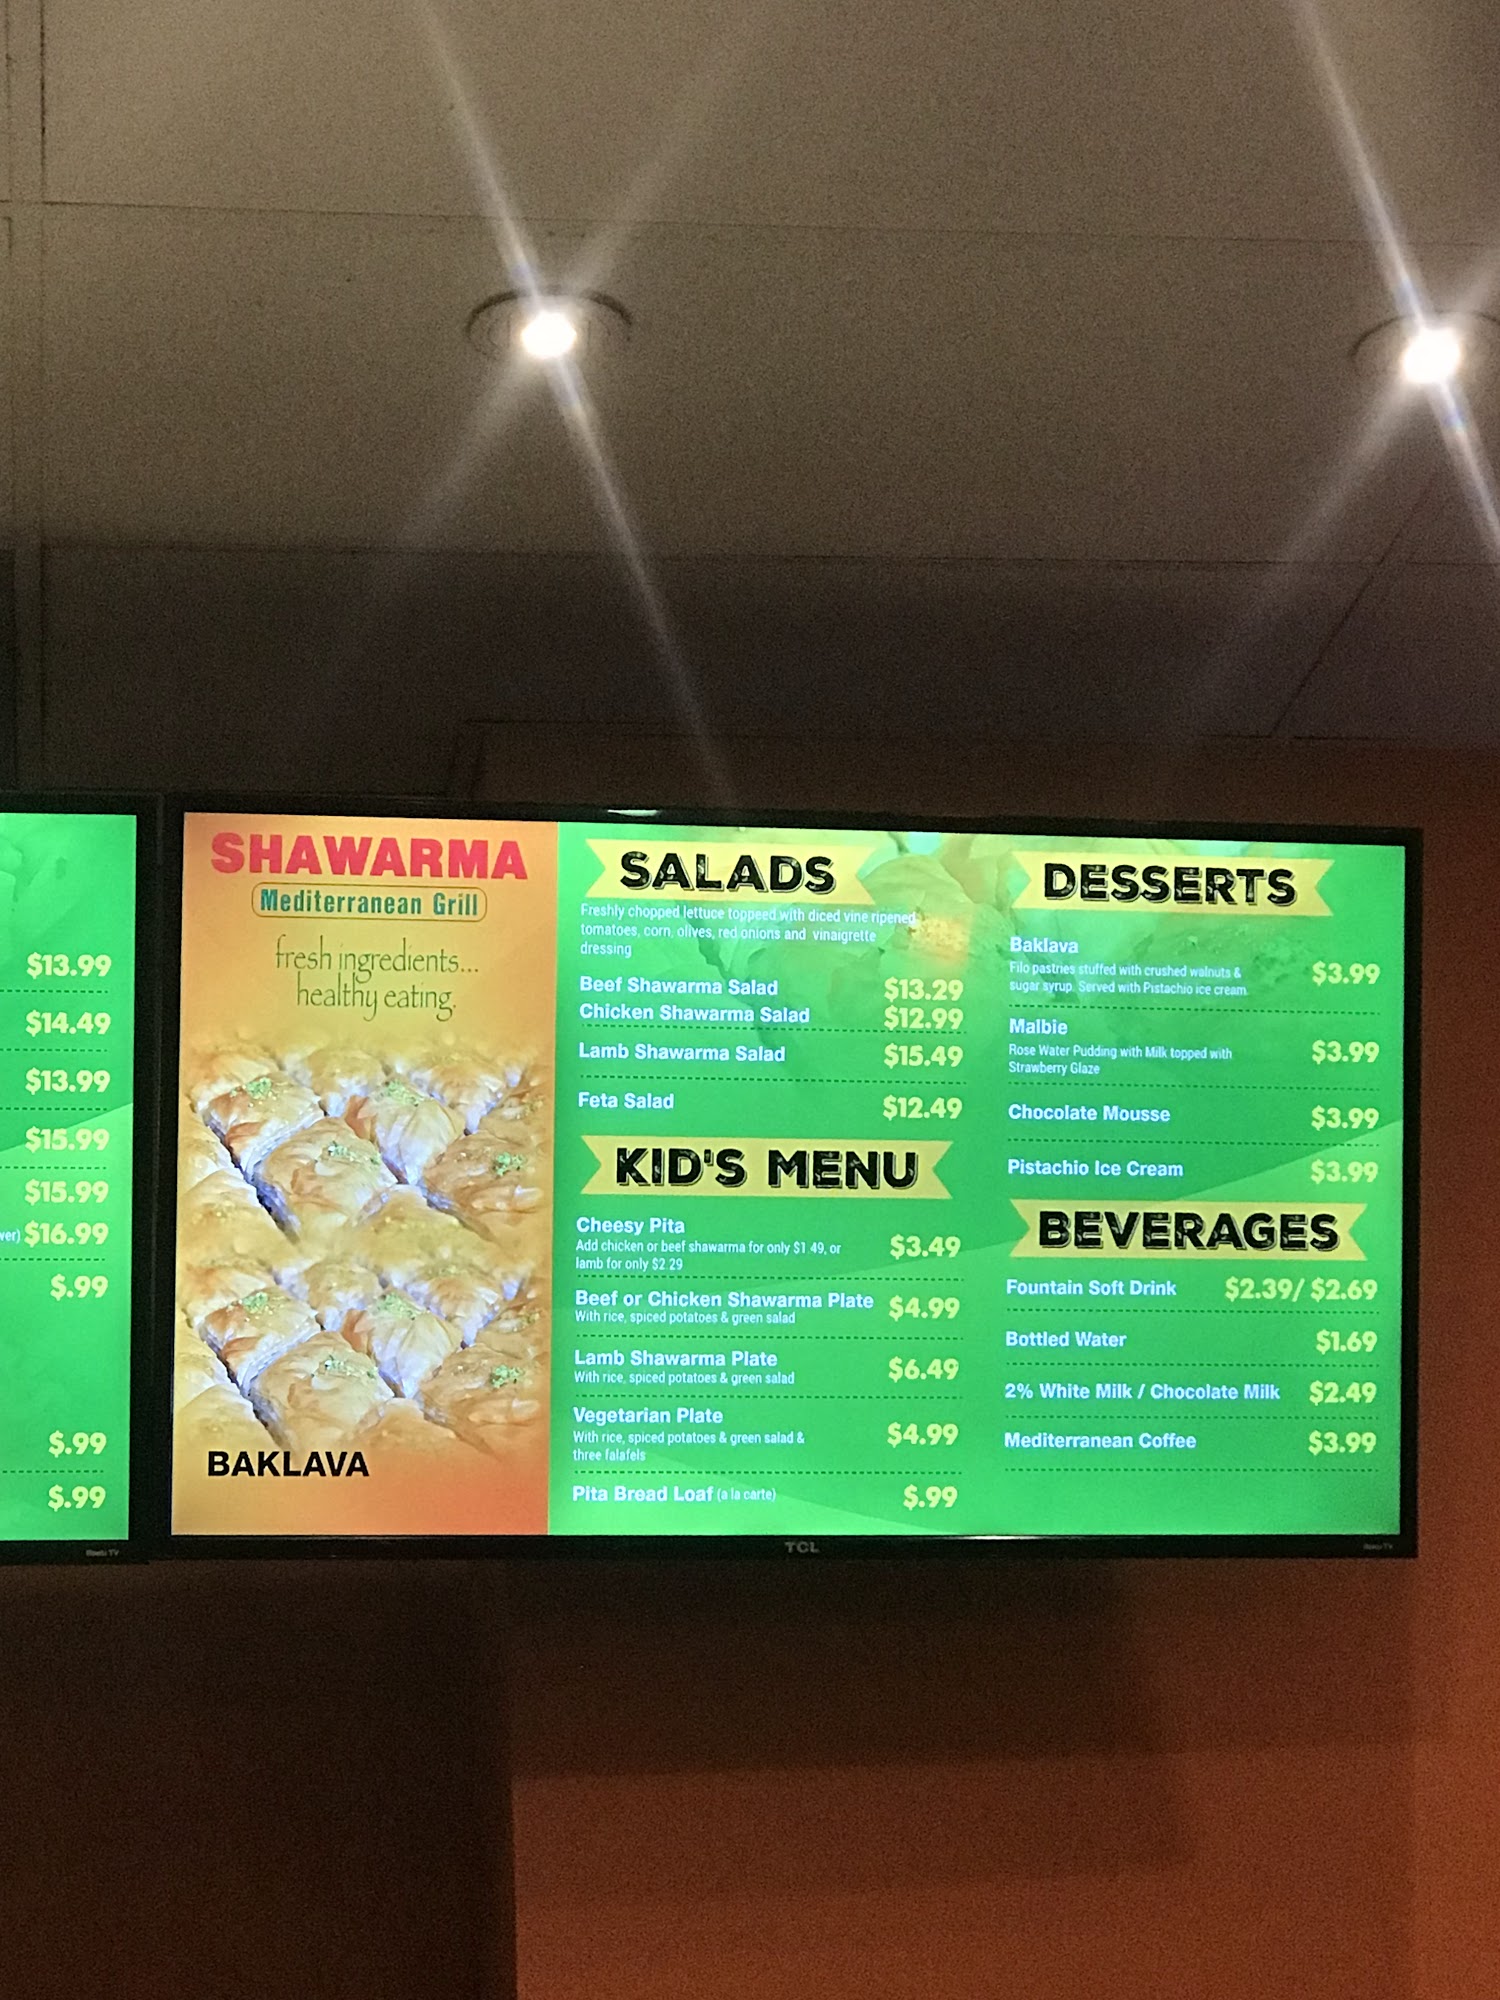 $13.99
$14.49
$13.99
$15.99
$15.99
ver) $16.99
$.99
$.99
$.99
Roku TV
SHAWARMA
Mediterranean Grill
fresh ingredients...
healthy eating.
BAKLAVA
SALADS
Freshly chopped lettuce toppeed with diced vine ripened
tomatoes, corn, olives, red onions and vinaigrette
dressing
Beef Shawarma Salad $13.29
Chicken Shawarma Salad $12.99
Lamb Shawarma Salad $15.49
Feta Salad $12.49
KID'S MENU
Cheesy Pita $3.49
Add chicken or beef shawarma for only $1.49, or
lamb for only $2.29
Beef or Chicken Shawarma Plate $4.99
With rice, spiced potatoes & green salad
Lamb Shawarma Plate $6.49
With rice, spiced potatoes & green salad
Vegetarian Plate $4.99
With rice, spiced potatoes & green salad &
three falafels
Pita Bread Loaf (a la carte) $.99
DESSERTS
Baklava $3.99
Filo pastries stuffed with crushed walnuts &
sugar syrup. Served with Pistachio ice cream.
Malbie $3.99
Rose Water Pudding with Milk topped with
Strawberry Glaze
Chocolate Mousse $3.99
Pistachio Ice Cream $3.99
BEVERAGES
Fountain Soft Drink $2.39/ $2.69
Bottled Water $1.69
2% White Milk / Chocolate Milk $2.49
Mediterranean Coffee $3.99
TCL
Roku TV